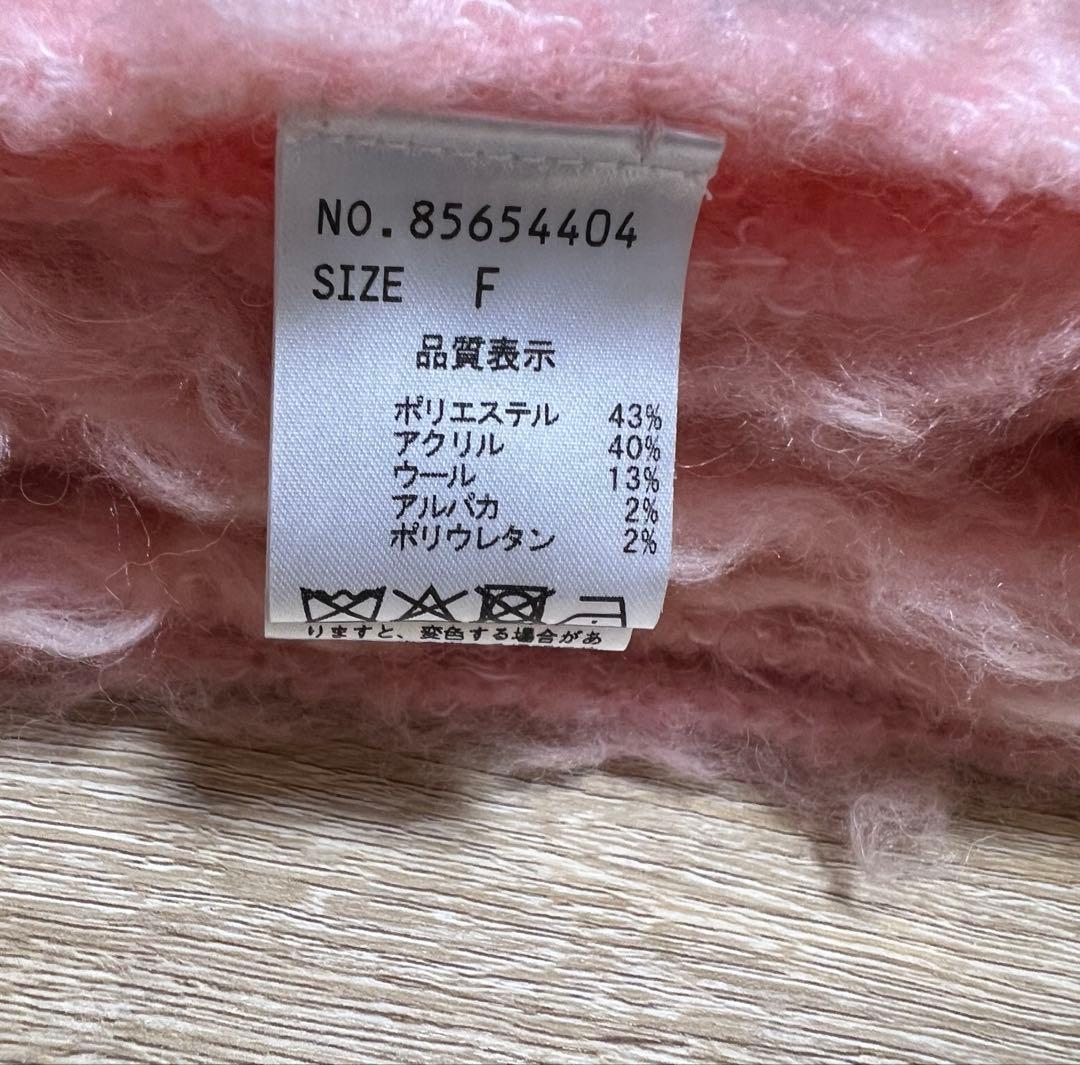 NO.85654404
SIZE F
品質表示
ポリエステル 43%
アクリル 40%
ウール 13%
アルパカ 2%
ポリウレタン 2%
りますと、変色する場合があ